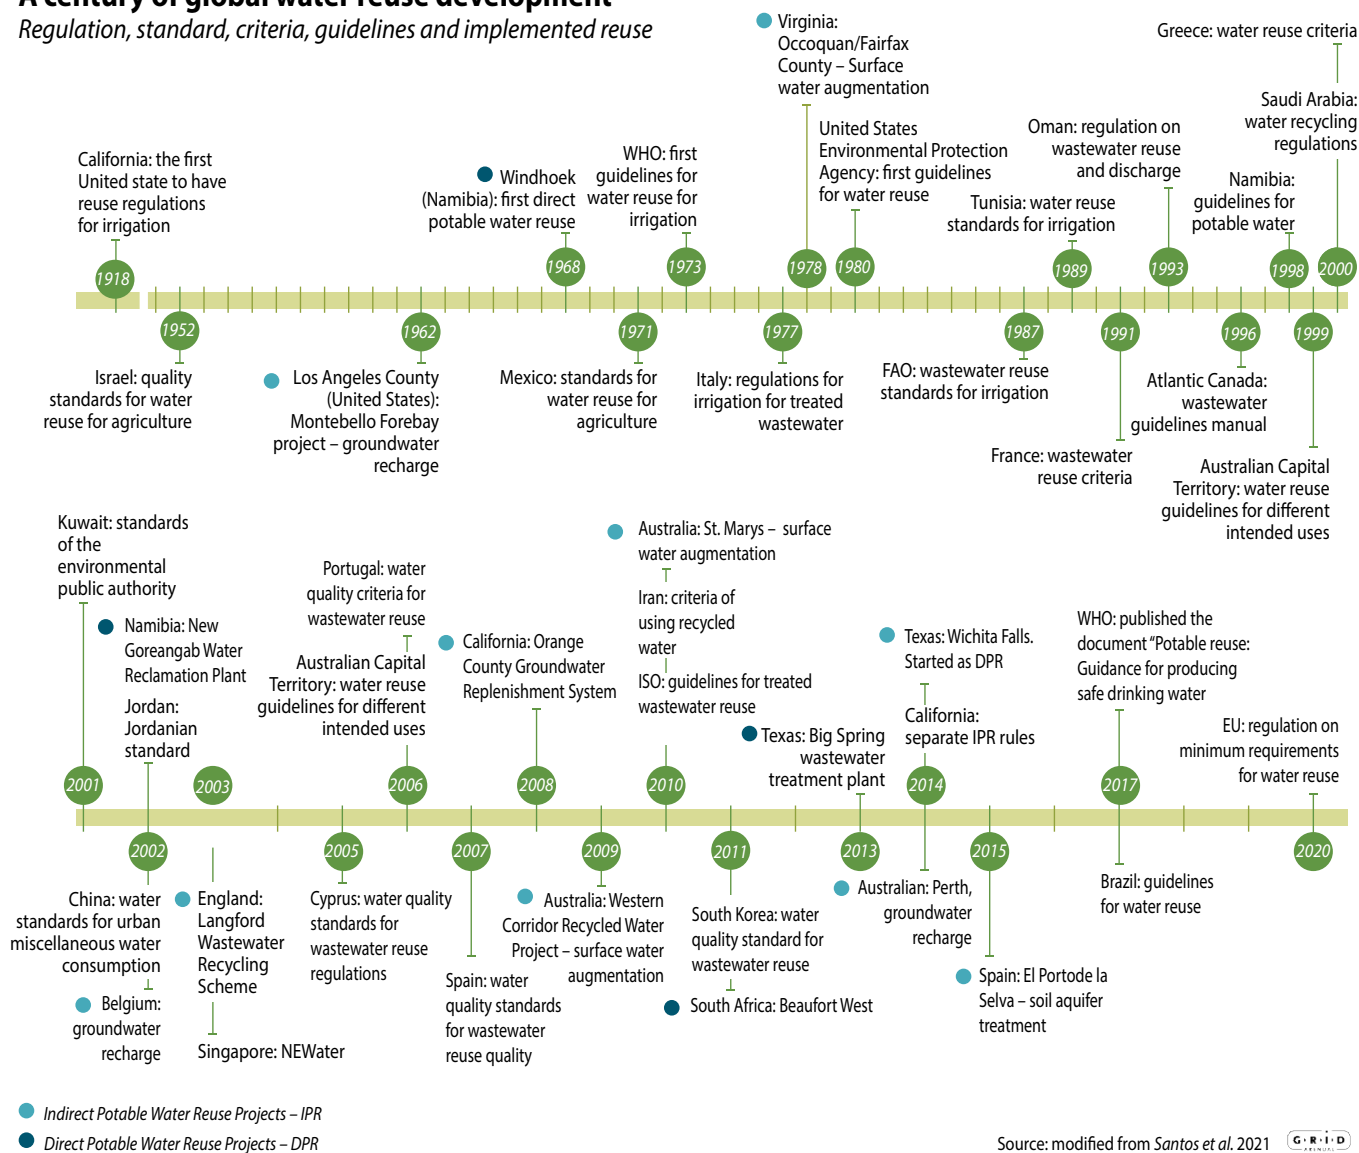 A century of global water reuse development
Regulation, standard, criteria, guidelines and implemented reuse
California: the first
United state to have
reuse regulations
for irrigation
Windhoek
(Namibia): first direct
potable water reuse
WHO: first
guidelines for
water reuse for
irrigation
Virginia:
Occoquan/Fairfax
County – Surface
water augmentation
United States
Environmental Protection
Agency: first guidelines
for water reuse
Tunisia: water reuse
standards for irrigation
Oman: regulation on
wastewater reuse
and discharge
Namibia:
guidelines for
potable water
Saudi Arabia:
water recycling
regulations
Greece: water reuse criteria
1918
1968
1973
1978
1980
1989
1993
1998
2000
1952
1962
1971
1977
1987
1991
1996
1999
Israel: quality
standards for water
reuse for agriculture
Los Angeles County
(United States):
Montebello Forebay
project – groundwater
recharge
Mexico: standards for
water reuse for
agriculture
Italy: regulations for
irrigation for treated
wastewater
FAO: wastewater reuse
standards for irrigation
France: wastewater
reuse criteria
Atlantic Canada:
wastewater
guidelines manual
Australian Capital
Territory: water reuse
guidelines for different
intended uses
Kuwait: standards
of the
environmental
public authority
Namibia: New
Goreangab Water
Reclamation Plant
Jordan:
Jordanian
standard
Portugal: water
quality criteria for
wastewater reuse
Australian Capital
Territory: water reuse
guidelines for different
intended uses
California: Orange
County Groundwater
Replenishment System
Australia: St. Marys – surface
water augmentation
Iran: criteria of
using recycled
water
ISO: guidelines for treated
wastewater reuse
Texas: Big Spring
wastewater
treatment plant
Texas: Wichita Falls.
Started as DPR
California:
separate IPR rules
WHO: published the
document “Potable reuse:
Guidance for producing
safe drinking water
EU: regulation on
minimum requirements
for water reuse
2001
2003
2006
2008
2010
2014
2017
2002
2005
2007
2009
2011
2013
2015
2020
China: water
standards for urban
miscellaneous water
consumption
Belgium:
groundwater
recharge
England:
Langford
Wastewater
Recycling
Scheme
Singapore: NEWater
Cyprus: water quality
standards for
wastewater reuse
regulations
Spain: water
quality standards
for wastewater
reuse quality
Australia: Western
Corridor Recycled Water
Project – surface water
augmentation
South Korea: water
quality standard for
wastewater reuse
South Africa: Beaufort West
Australian: Perth,
groundwater
recharge
Spain: El Portode la
Selva – soil aquifer
treatment
Brazil: guidelines
for water reuse
Indirect Potable Water Reuse Projects – IPR
Direct Potable Water Reuse Projects – DPR
Source: modified from Santos et al. 2021
G·R·I·D
ARENDAL